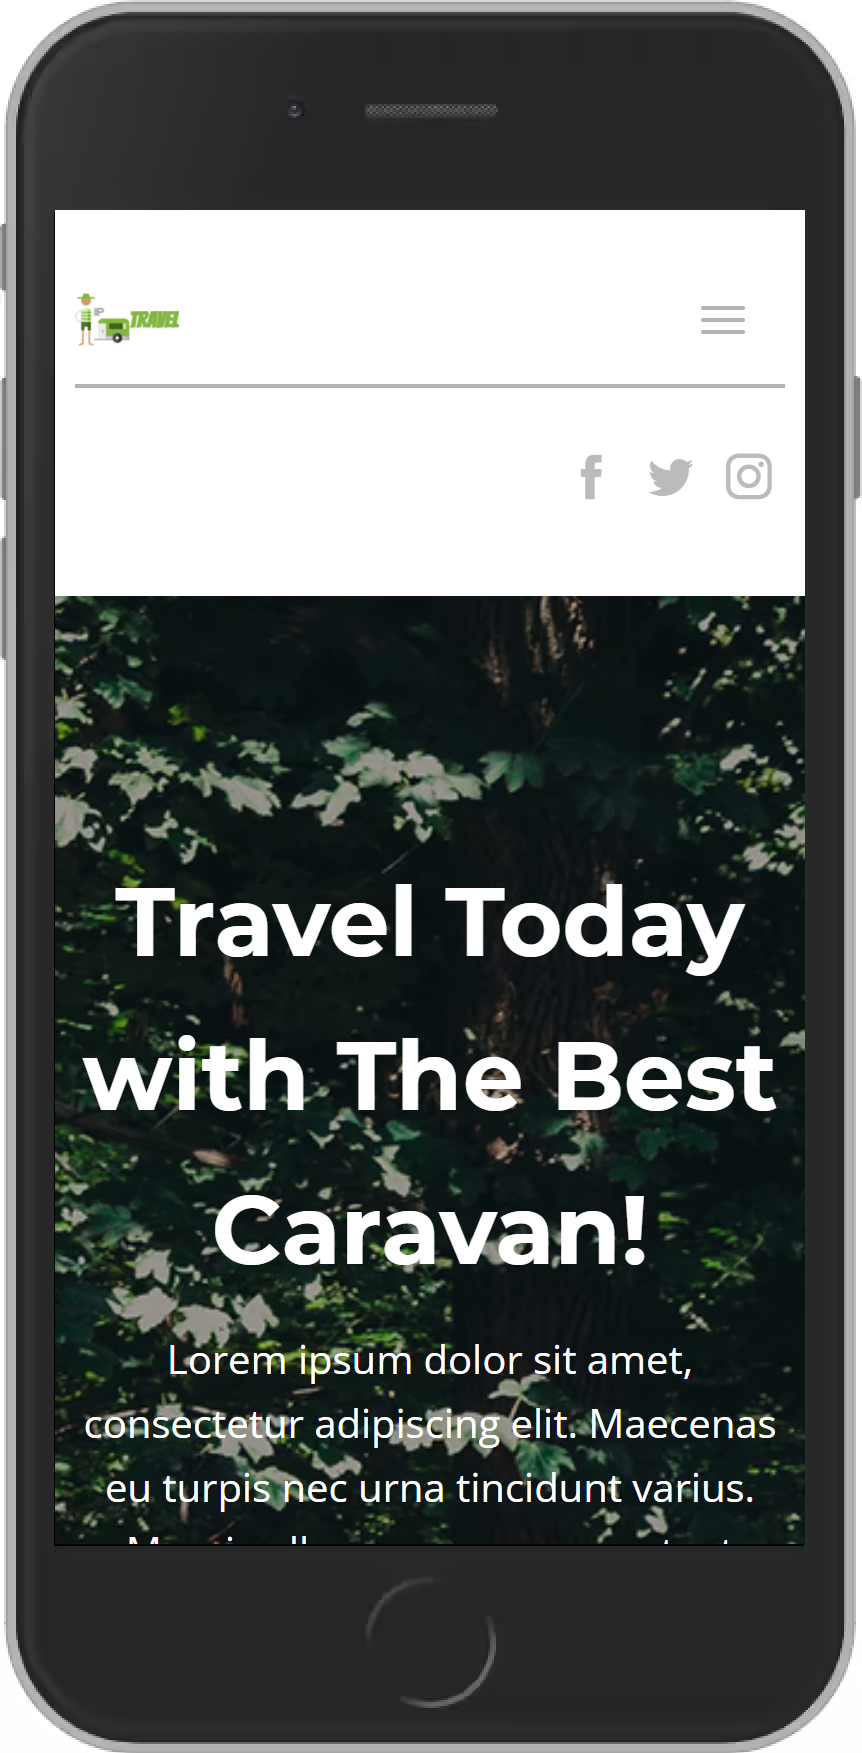 TRAVEL
Travel Today
with The Best
Caravan!
Lorem ipsum dolor sit amet,
consectetur adipiscing elit. Maecenas
eu turpis nec urna tincidunt varius.